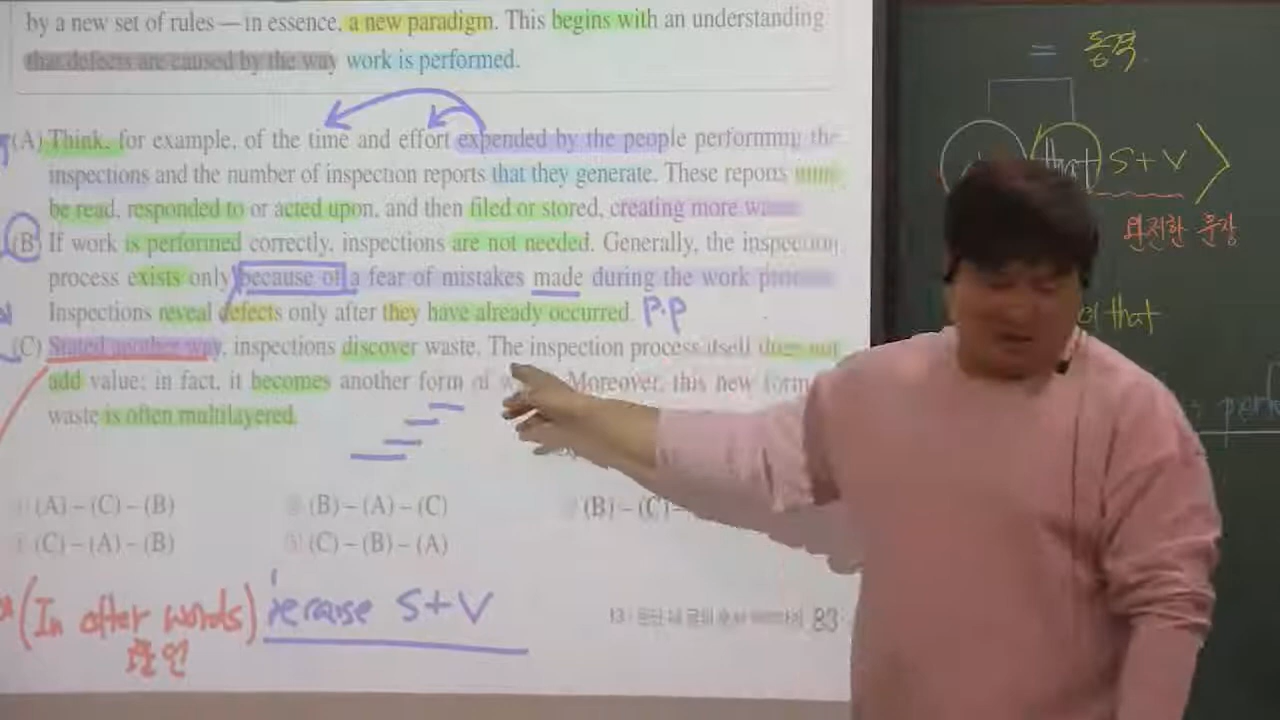 by a new set of rules — in essence, a new paradigm. This begins with an understanding
that defects are caused by the way work is performed.
(A) Think, for example, of the time and effort expended by the people performing the
inspections and the number of inspection reports that they generate. These reports must
be read, responded to or acted upon, and then filed or stored, creating more waste
(B) If work is performed correctly, inspections are not needed. Generally, the inspection
process exists only because of a fear of mistakes made during the work process
Inspections reveal defects only after they have already occurred. P.P
(C) Stated another way, inspections discover waste. The inspection process itself does not
add value; in fact, it becomes another form of Moreover, this new form
waste is often multilayered.
(A) – (C) – (B)
(B) – (A) – (C)
(B) – (C) –
(C) – (A) – (B)
(C) – (B) – (A)
(In other words)
because S+V
83
= 동격
that S+V
완전한 문장
that